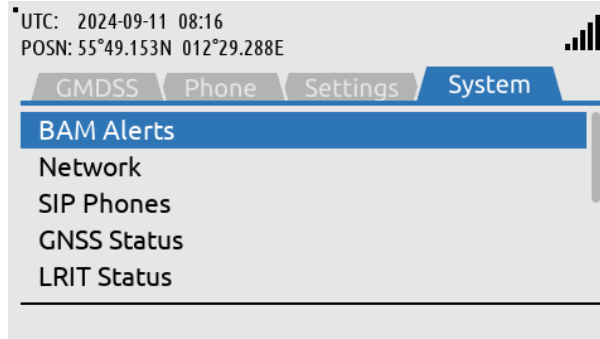 UTC: 2024-09-11 08:16
POSN: 55°49.153N 012°29.288E
GMDSS Phone Settings System
BAM Alerts
Network
SIP Phones
GNSS Status
LRIT Status